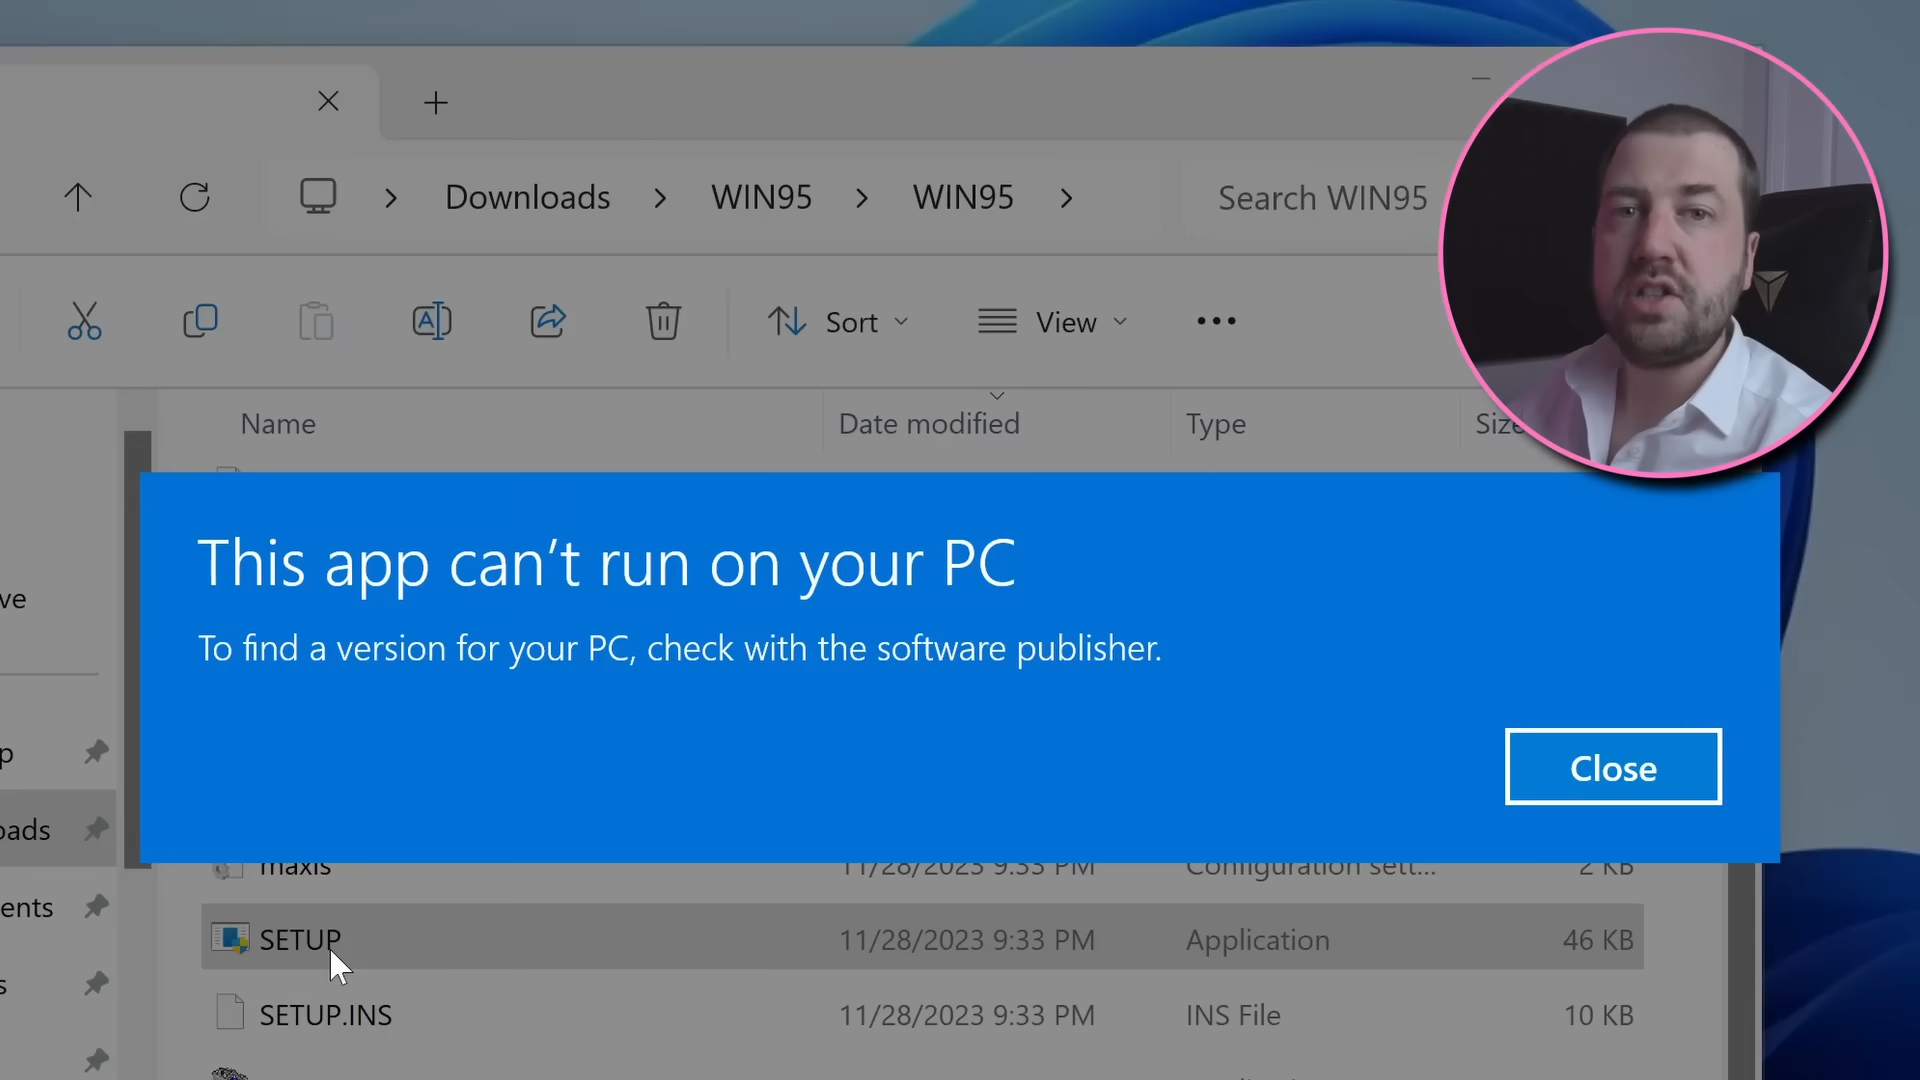 Downloads > WIN95 > WIN95 >
Search WIN95
Sort
View
Name
Date modified
Type
Size
This app can’t run on your PC
To find a version for your PC, check with the software publisher.
Close
ve
p
oads
ents
s
maxis 11/28/2023 9:33 PM Configuration sett... 2 KB
SETUP 11/28/2023 9:33 PM Application 46 KB
SETUP.INS 11/28/2023 9:33 PM INS File 10 KB